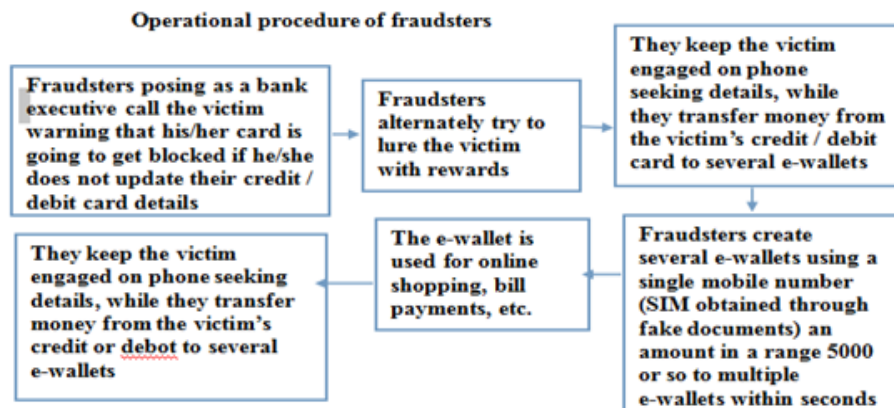 Operational procedure of fraudsters
Fraudsters posing as a bank
executive call the victim
warning that his/her card is
going to get blocked if he/she
does not update their credit /
debit card details
Fraudsters
alternately try to
lure the victim
with rewards
They keep the victim
engaged on phone
seeking details, while
they transfer money from
the victim's credit / debit
card to several e-wallets
Fraudsters create
several e-wallets using a
single mobile number
(SIM obtained through
fake documents) an
amount in a range 5000
or so to multiple
e-wallets within seconds
The e-wallet is
used for online
shopping, bill
payments, etc.
They keep the victim
engaged on phone seeking
details, while they transfer
money from the victim's
credit or debot to several
e-wallets